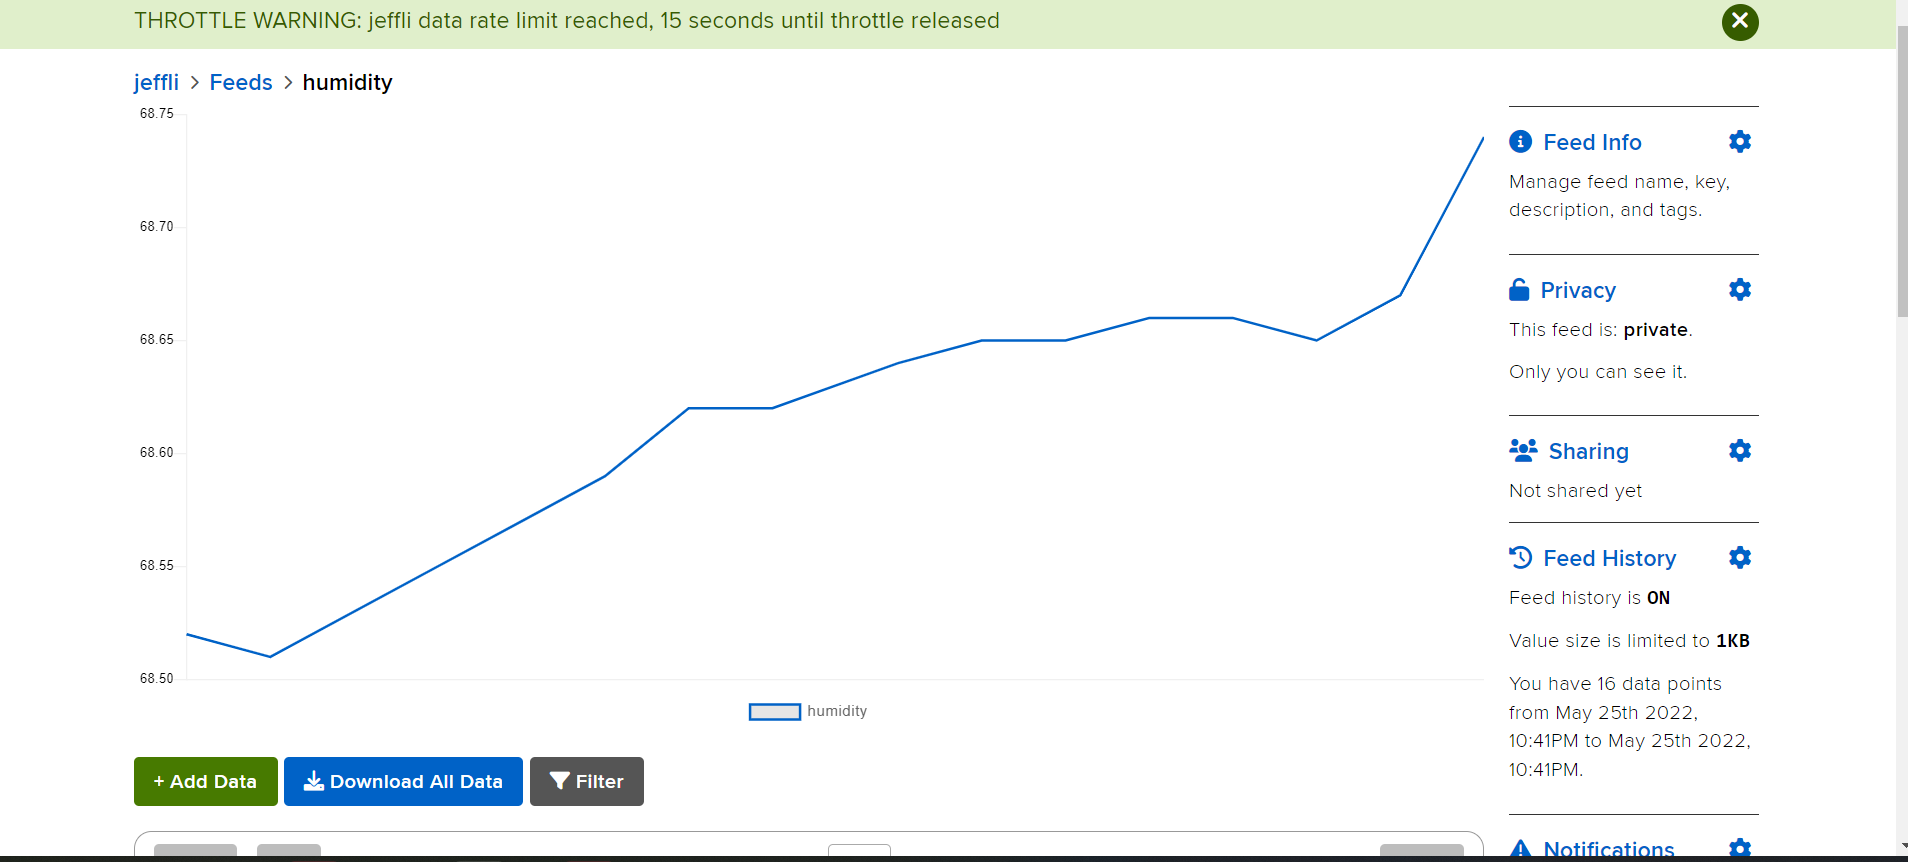 THROTTLE WARNING: jeffli data rate limit reached, 15 seconds until throttle released
jeffli > Feeds > humidity
68.75
68.70
68.65
68.60
68.55
68.50
humidity
+ Add Data
Download All Data
Filter
Feed Info
Manage feed name, key,
description, and tags.
Privacy
This feed is: private.
Only you can see it.
Sharing
Not shared yet
Feed History
Feed history is ON
Value size is limited to 1KB
You have 16 data points
from May 25th 2022,
10:41PM to May 25th 2022,
10:41PM.
Notifications